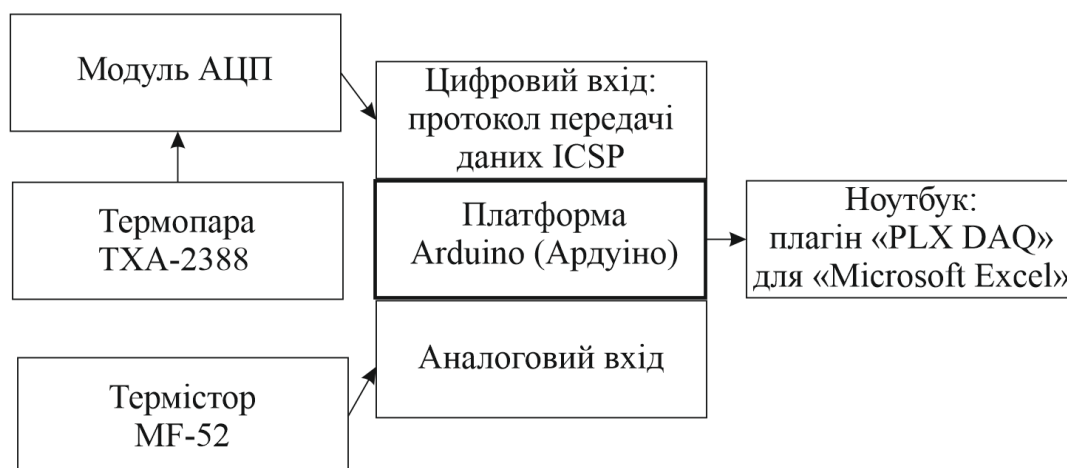 Модуль АЦП
Термопара
ТХА-2388
Термістор
MF-52
Цифровий вхід:
протокол передачі
даних ICSP
Платформа
Arduino (Ардуіно)
Аналоговий вхід
Ноутбук:
плагін «PLX DAQ»
для «Microsoft Excel»